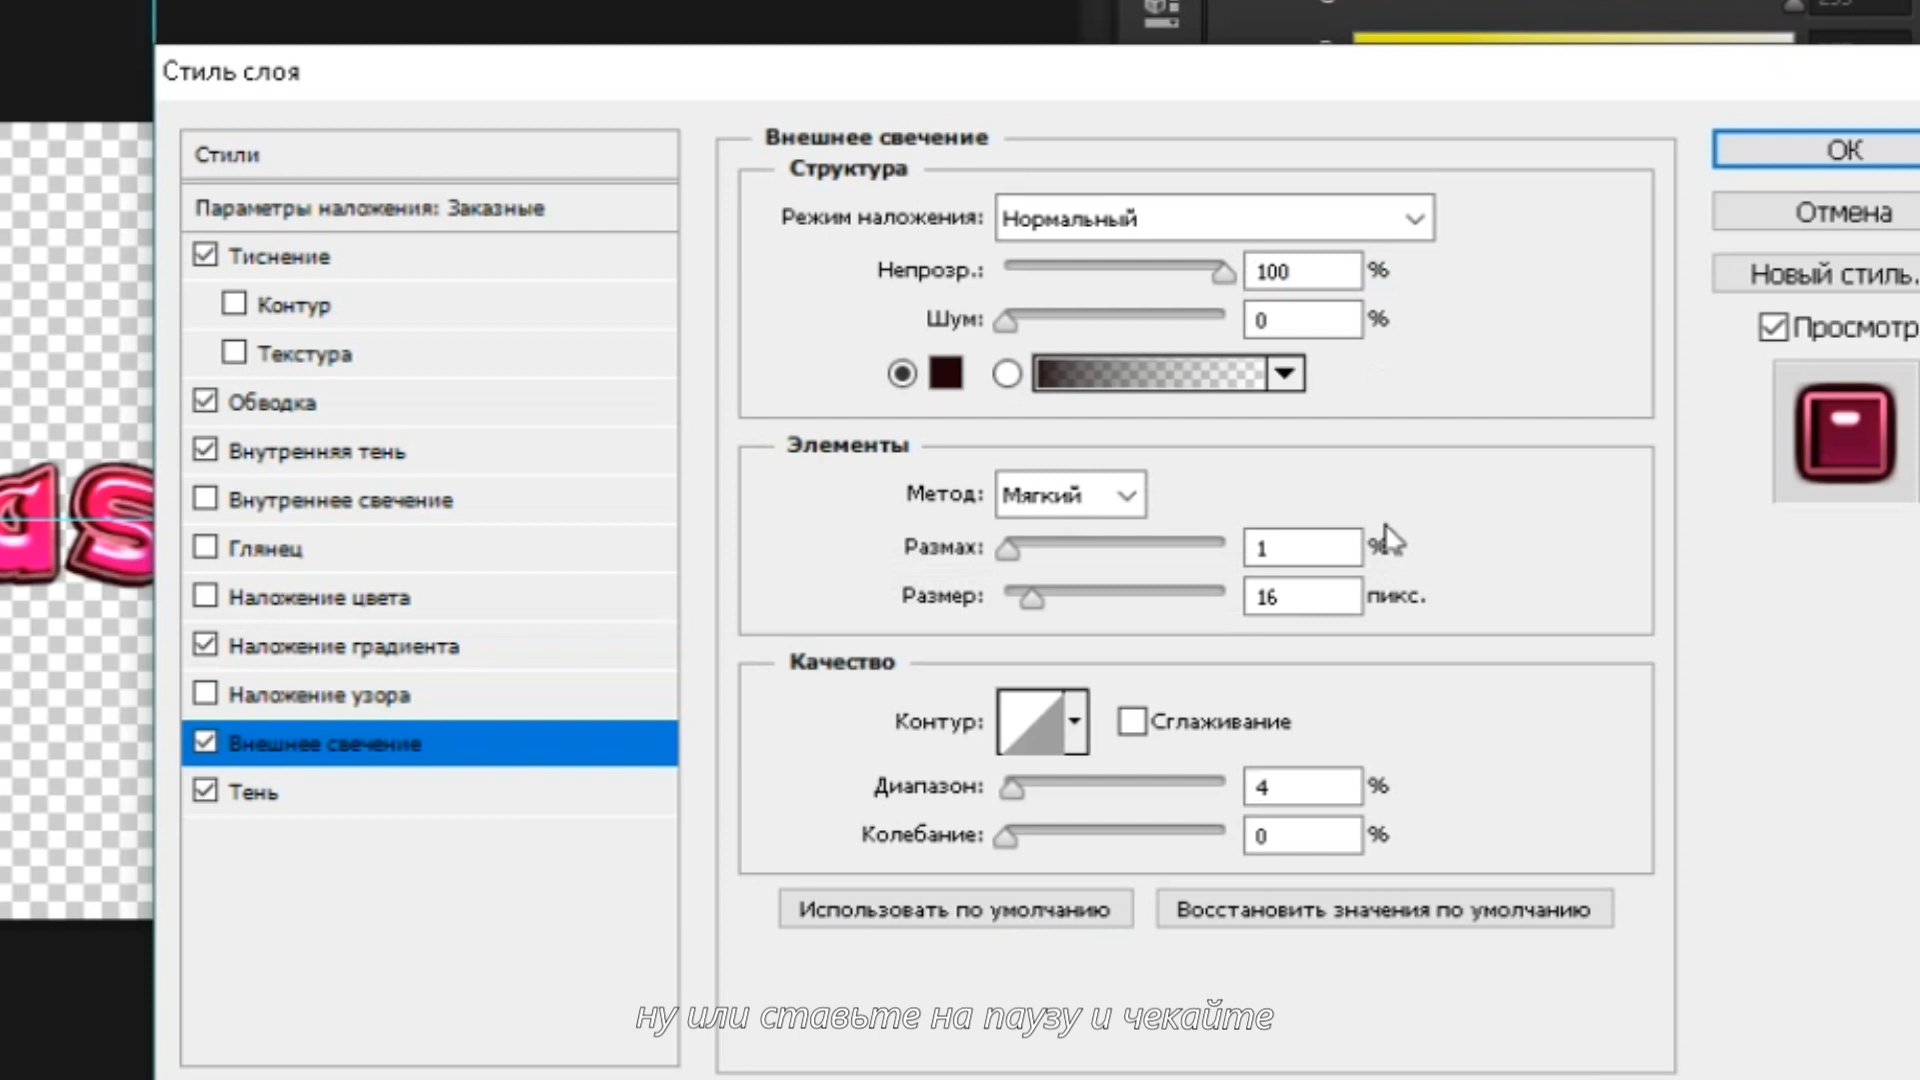 Стиль слоя
Стили
Параметры наложения: Заказные
Тиснение
Контур
Текстура
Обводка
Внутренняя тень
Внутреннее свечение
Глянец
Наложение цвета
Наложение градиента
Наложение узора
Внешнее свечение
Тень
Внешнее свечение
Структура
Режим наложения: Нормальный
Непрозр.: 100 %
Шум: 0 %
Элементы
Метод: Мягкий
Размах: 1 %
Размер: 16 пикс.
Качество
Контур: Сглаживание
Диапазон: 4 %
Колебание: 0 %
Использовать по умолчанию Восстановить значения по умолчанию
ОК
Отмена
Новый стиль.
Просмотр
ну или ставьте на паузу и чекайте